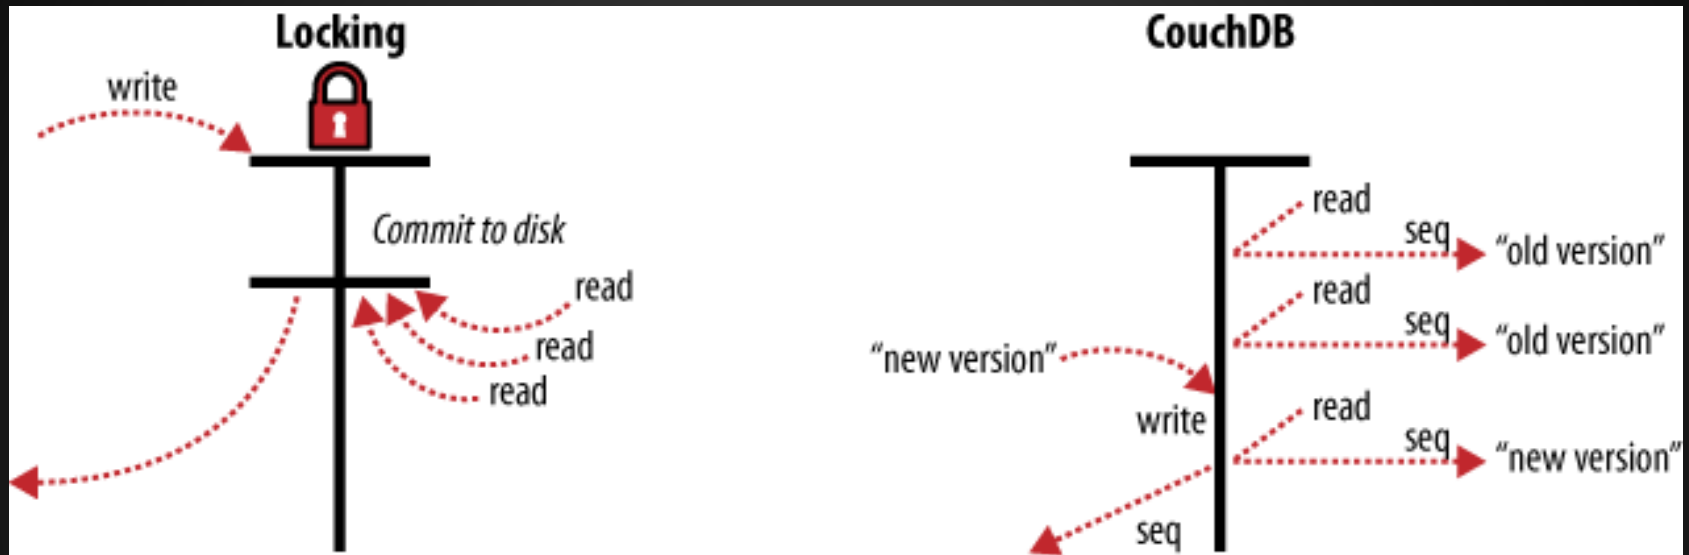 Locking
write
Commit to disk
read
read
read
CouchDB
read
seq
“old version”
read
seq
“old version”
“new version”
write
read
seq
“new version”
seq